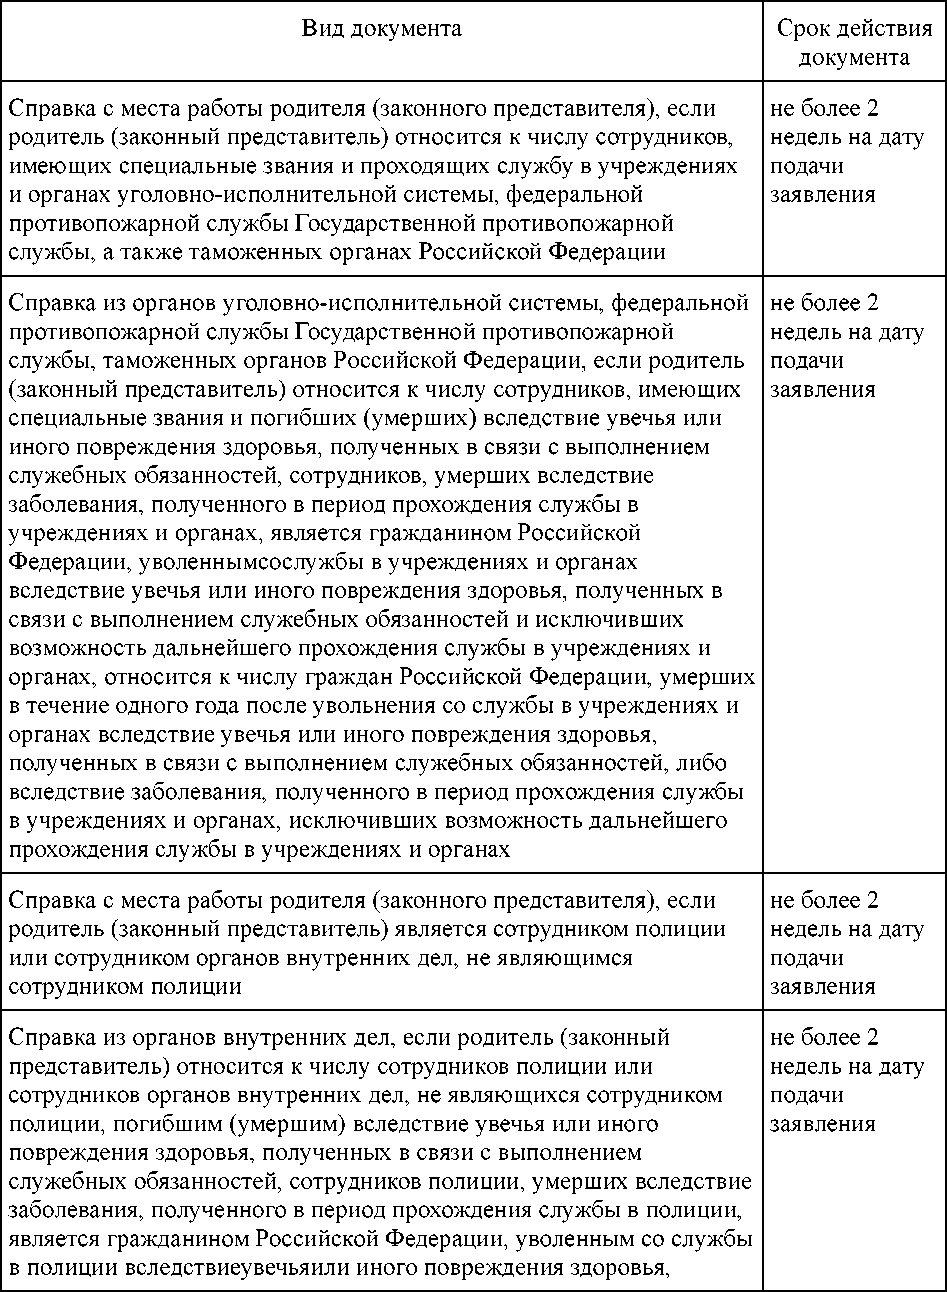 Вид документа
Срок действия
документа
Справка с места работы родителя (законного представителя), если
родитель (законный представитель) относится к числу сотрудников,
имеющих специальные звания и проходящих службу в учреждениях
и органах уголовно-исполнительной системы, федеральной
противопожарной службы Государственной противопожарной
службы, а также таможенных органах Российской Федерации
не более 2
недель на дату
подачи
заявления
Справка из органов уголовно-исполнительной системы, федеральной
противопожарной службы Государственной противопожарной
службы, таможенных органов Российской Федерации, если родитель
(законный представитель) относится к числу сотрудников, имеющих
специальные звания и погибших (умерших) вследствие увечья или
иного повреждения здоровья, полученных в связи с выполнением
служебных обязанностей, сотрудников, умерших вследствие
заболевания, полученного в период прохождения службы в
учреждениях и органах, является гражданином Российской
Федерации, уволеннымсослужбы в учреждениях и органах
вследствие увечья или иного повреждения здоровья, полученных в
связи с выполнением служебных обязанностей и исключивших
возможность дальнейшего прохождения службы в учреждениях и
органах, относится к числу граждан Российской Федерации, умерших
в течение одного года после увольнения со службы в учреждениях и
органах вследствие увечья или иного повреждения здоровья,
полученных в связи с выполнением служебных обязанностей, либо
вследствие заболевания, полученного в период прохождения службы
в учреждениях и органах, исключивших возможность дальнейшего
прохождения службы в учреждениях и органах
не более 2
недель на дату
подачи
заявления
Справка с места работы родителя (законного представителя), если
родитель (законный представитель) является сотрудником полиции
или сотрудником органов внутренних дел, не являющимся
сотрудником полиции
не более 2
недель на дату
подачи
заявления
Справка из органов внутренних дел, если родитель (законный
представитель) относится к числу сотрудников полиции или
сотрудников органов внутренних дел, не являющихся сотрудником
полиции, погибшим (умершим) вследствие увечья или иного
повреждения здоровья, полученных в связи с выполнением
служебных обязанностей, сотрудников полиции, умерших вследствие
заболевания, полученного в период прохождения службы в полиции,
является гражданином Российской Федерации, уволенным со службы
в полиции вследствиеувечьяили иного повреждения здоровья,
не более 2
недель на дату
подачи
заявления